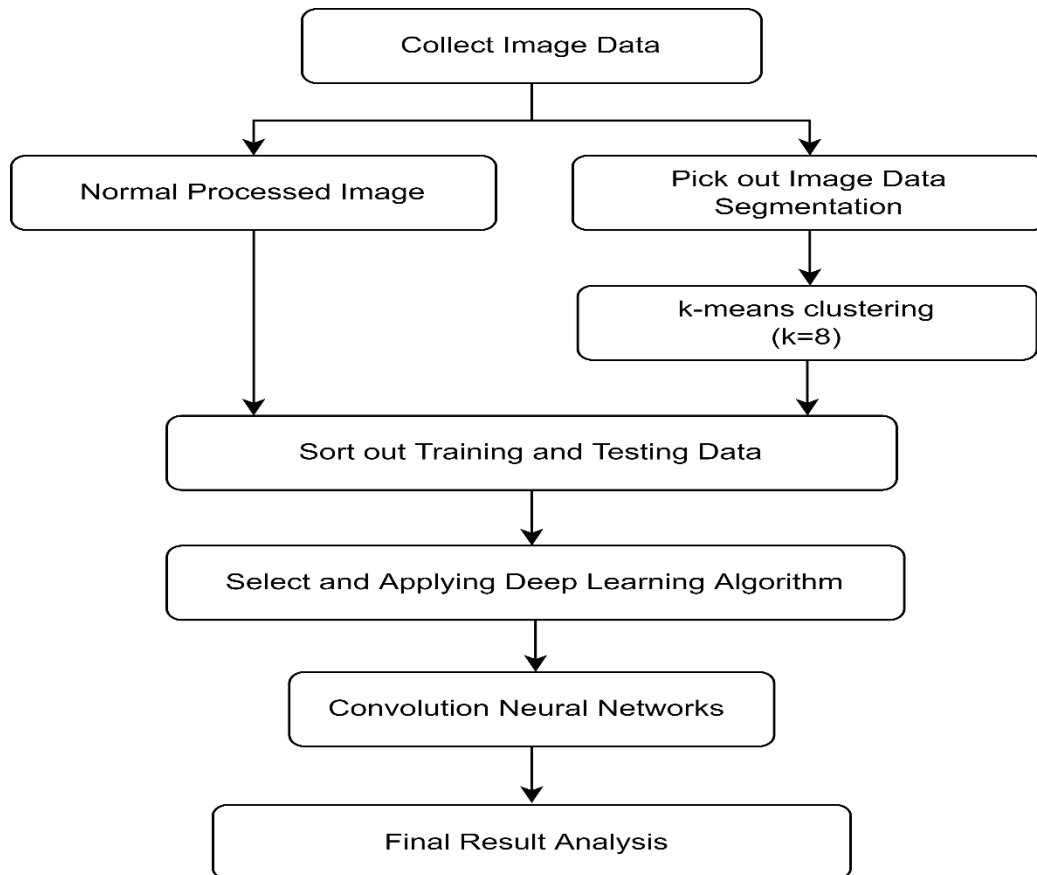 Collect Image Data
Normal Processed Image
Pick out Image Data
Segmentation
k-means clustering
(k=8)
Sort out Training and Testing Data
Select and Applying Deep Learning Algorithm
Convolution Neural Networks
Final Result Analysis